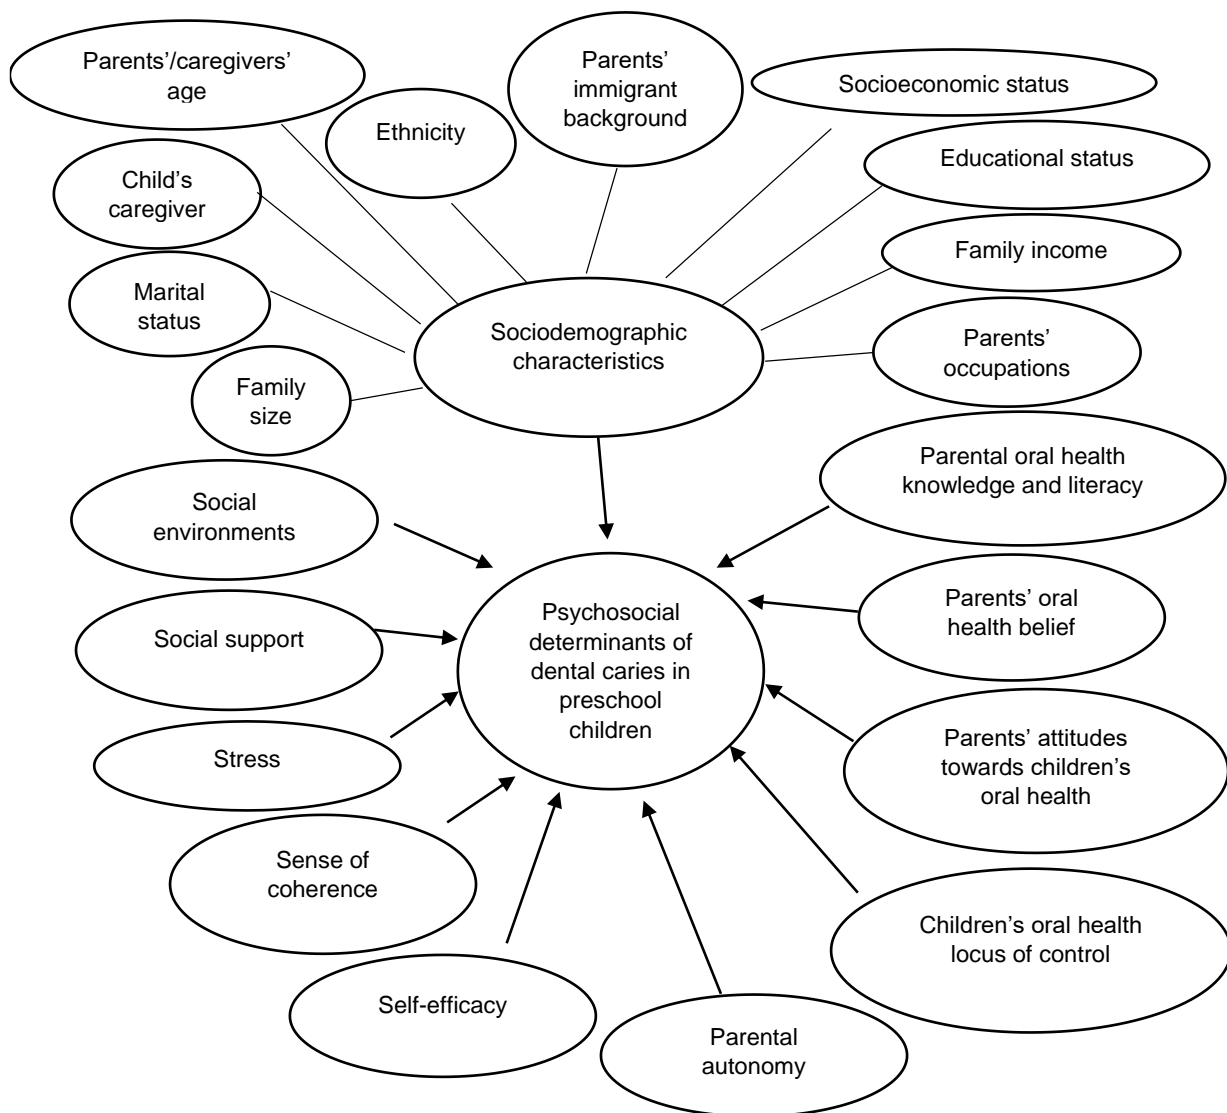 Parents’/caregivers’
age
Ethnicity
Parents’
immigrant
background
Socioeconomic status
Educational status
Child’s
caregiver
Family income
Marital
status
Sociodemographic
characteristics
Parents’
occupations
Family
size
Parental oral health
knowledge and literacy
Social
environments
Parents’ oral
health belief
Social support
Psychosocial
determinants of
dental caries in
preschool
children
Parents’ attitudes
towards children’s
oral health
Stress
Sense of
coherence
Children’s oral health
locus of control
Self-efficacy
Parental
autonomy